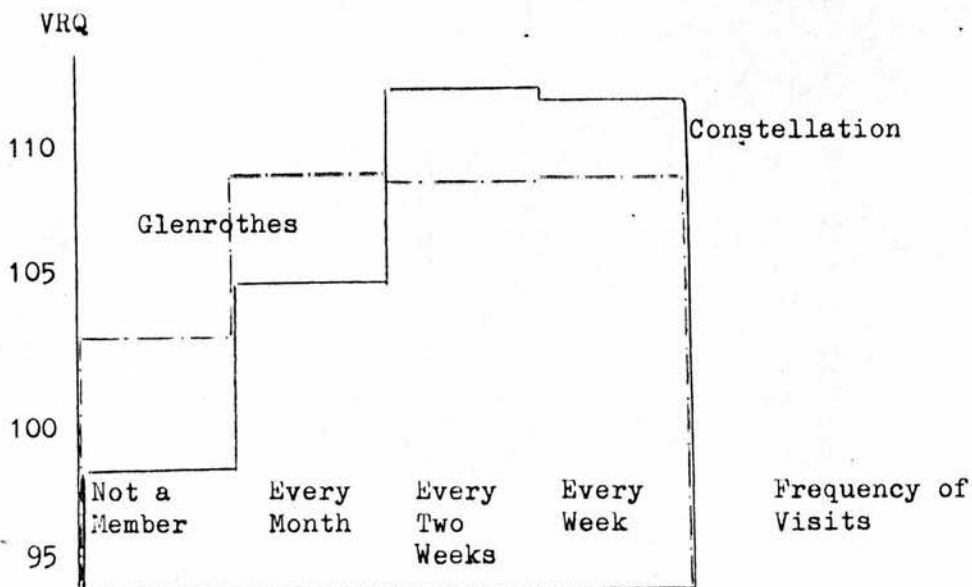 VRQ
110
Constellation
Glenrothes
105
100
Not a Member
Every Month
Every Two Weeks
Every Week
Frequency of Visits
95